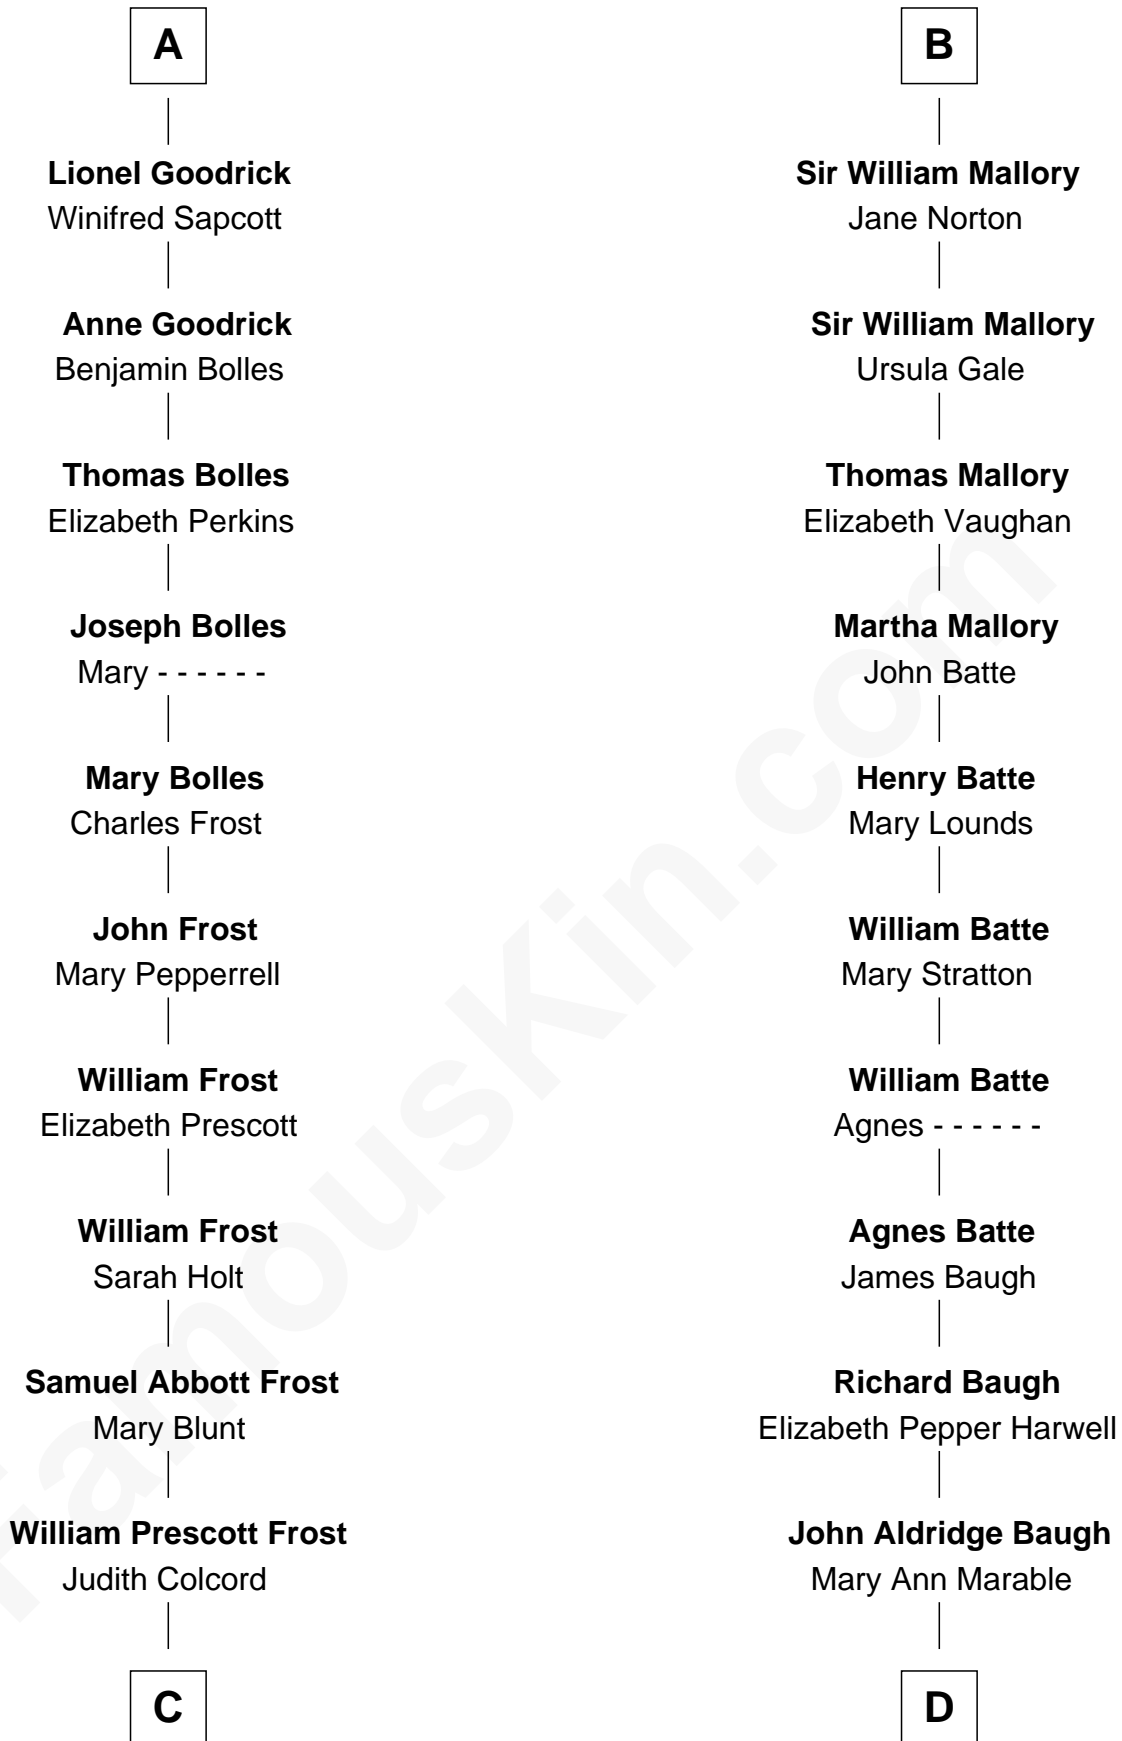 A
Lionel Goodrick
Winifred Sapcott
Anne Goodrick
Benjamin Bolles
Thomas Bolles
Elizabeth Perkins
Joseph Bolles
Mary - - - - - -
Mary Bolles
Charles Frost
John Frost
Mary Pepperrell
William Frost
Elizabeth Prescott
William Frost
Sarah Holt
Samuel Abbott Frost
Mary Blunt
William Prescott Frost
Judith Colcord
C
B
Sir William Mallory
Jane Norton
Sir William Mallory
Ursula Gale
Thomas Mallory
Elizabeth Vaughan
Martha Mallory
John Batte
Henry Batte
Mary Lounds
William Batte
Mary Stratton
William Batte
Agnes - - - - - -
Agnes Batte
James Baugh
Richard Baugh
Elizabeth Pepper Harwell
John Aldridge Baugh
Mary Ann Marable
D
FamousKin.com